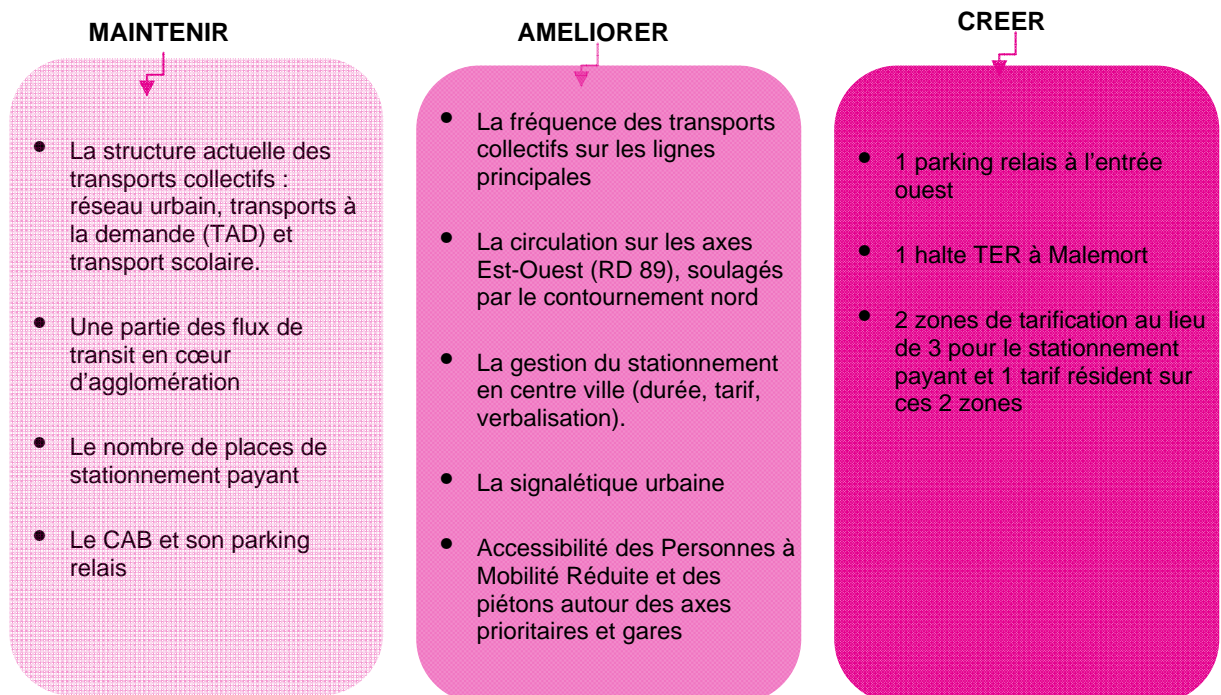 MAINTENIR
La structure actuelle des
transports collectifs :
réseau urbain, transports à
la demande (TAD) et
transport scolaire.
Une partie des flux de
transit en cœur
d'agglomération
Le nombre de places de
stationnement payant
Le CAB et son parking
relais
AMELIORER
La fréquence des transports
collectifs sur les lignes
principales
La circulation sur les axes
Est-Ouest (RD 89), soulagés
par le contournement nord
La gestion du stationnement
en centre ville (durée, tarif,
verbalisation).
La signalétique urbaine
Accessibilité des Personnes à
Mobilité Réduite et des
piétons autour des axes
prioritaires et gares
CREER
1 parking relais à l'entrée
ouest
1 halte TER à Malemort
2 zones de tarification au lieu
de 3 pour le stationnement
payant et 1 tarif résident sur
ces 2 zones